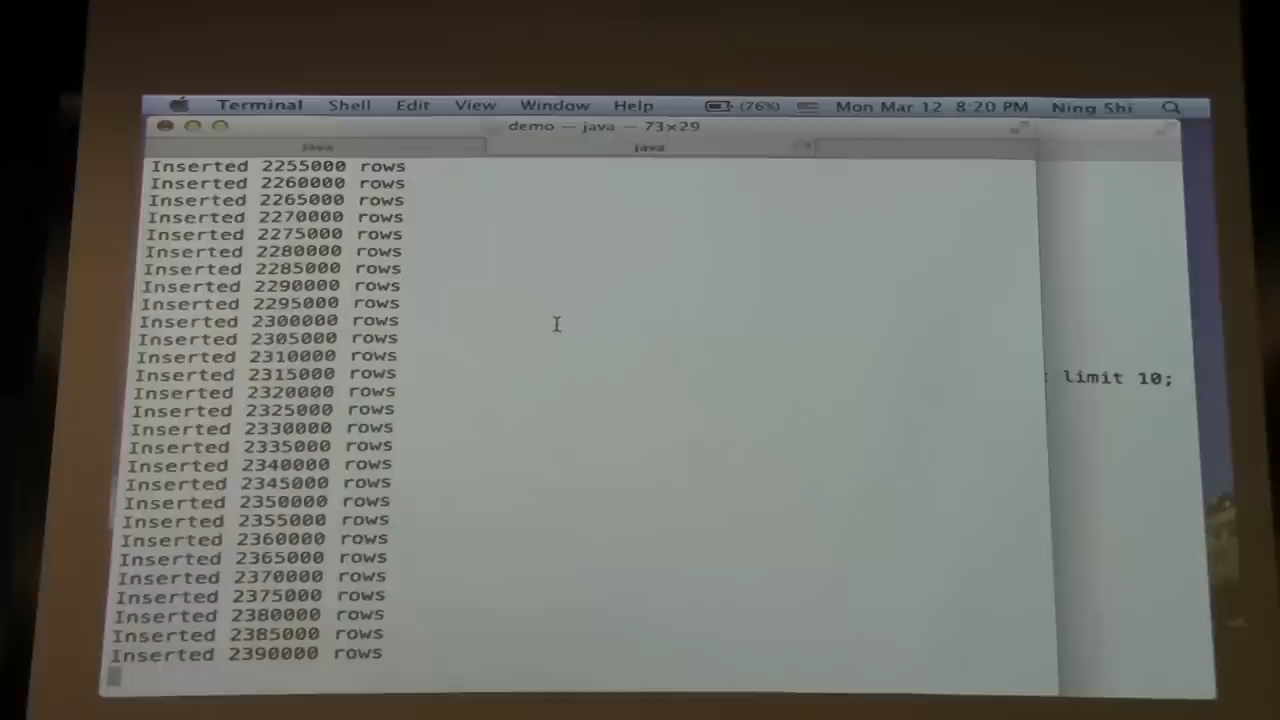 Terminal Shell Edit View Window Help (76%) Mon Mar 12 8:20 PM Ning Shi
demo — java — 73×29
java java
Inserted 2255000 rows
Inserted 2260000 rows
Inserted 2265000 rows
Inserted 2270000 rows
Inserted 2275000 rows
Inserted 2280000 rows
Inserted 2285000 rows
Inserted 2290000 rows
Inserted 2295000 rows
Inserted 2300000 rows
Inserted 2305000 rows
Inserted 2310000 rows
Inserted 2315000 rows
Inserted 2320000 rows
Inserted 2325000 rows
Inserted 2330000 rows
Inserted 2335000 rows
Inserted 2340000 rows
Inserted 2345000 rows
Inserted 2350000 rows
Inserted 2355000 rows
Inserted 2360000 rows
Inserted 2365000 rows
Inserted 2370000 rows
Inserted 2375000 rows
Inserted 2380000 rows
Inserted 2385000 rows
Inserted 2390000 rows
limit 10;